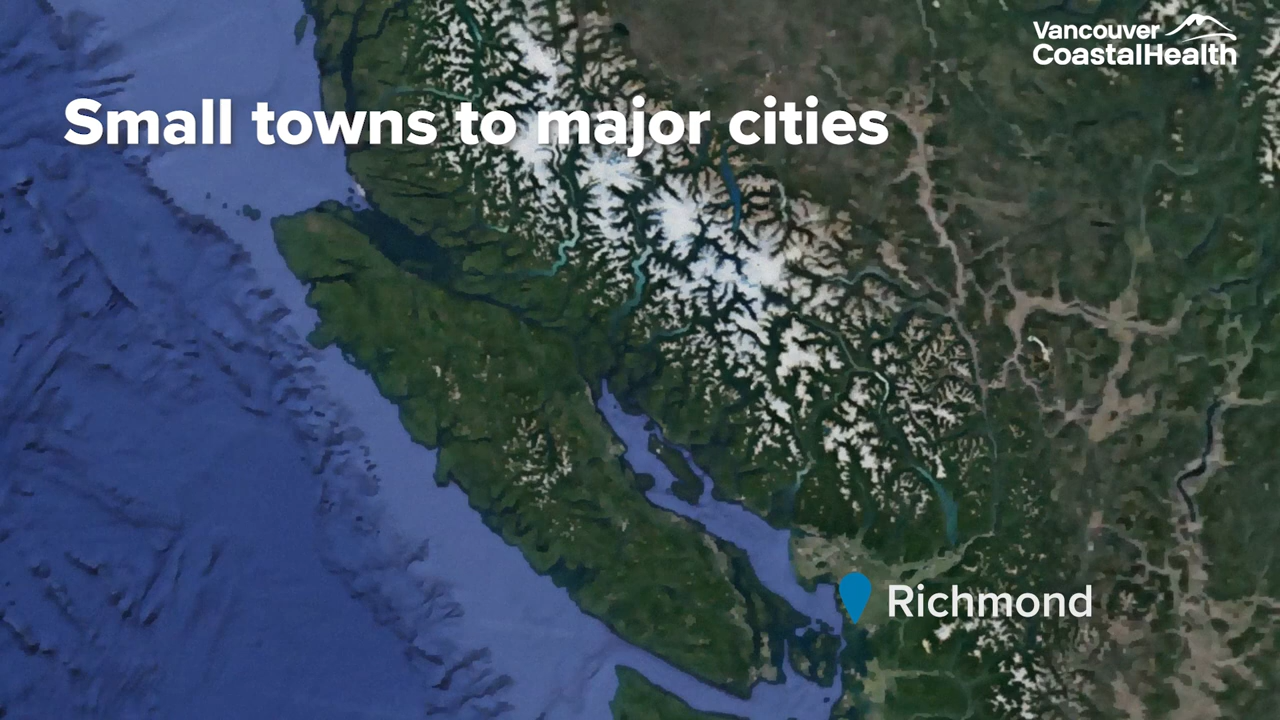 Vancouver
CoastalHealth
Small towns to major cities
Richmond